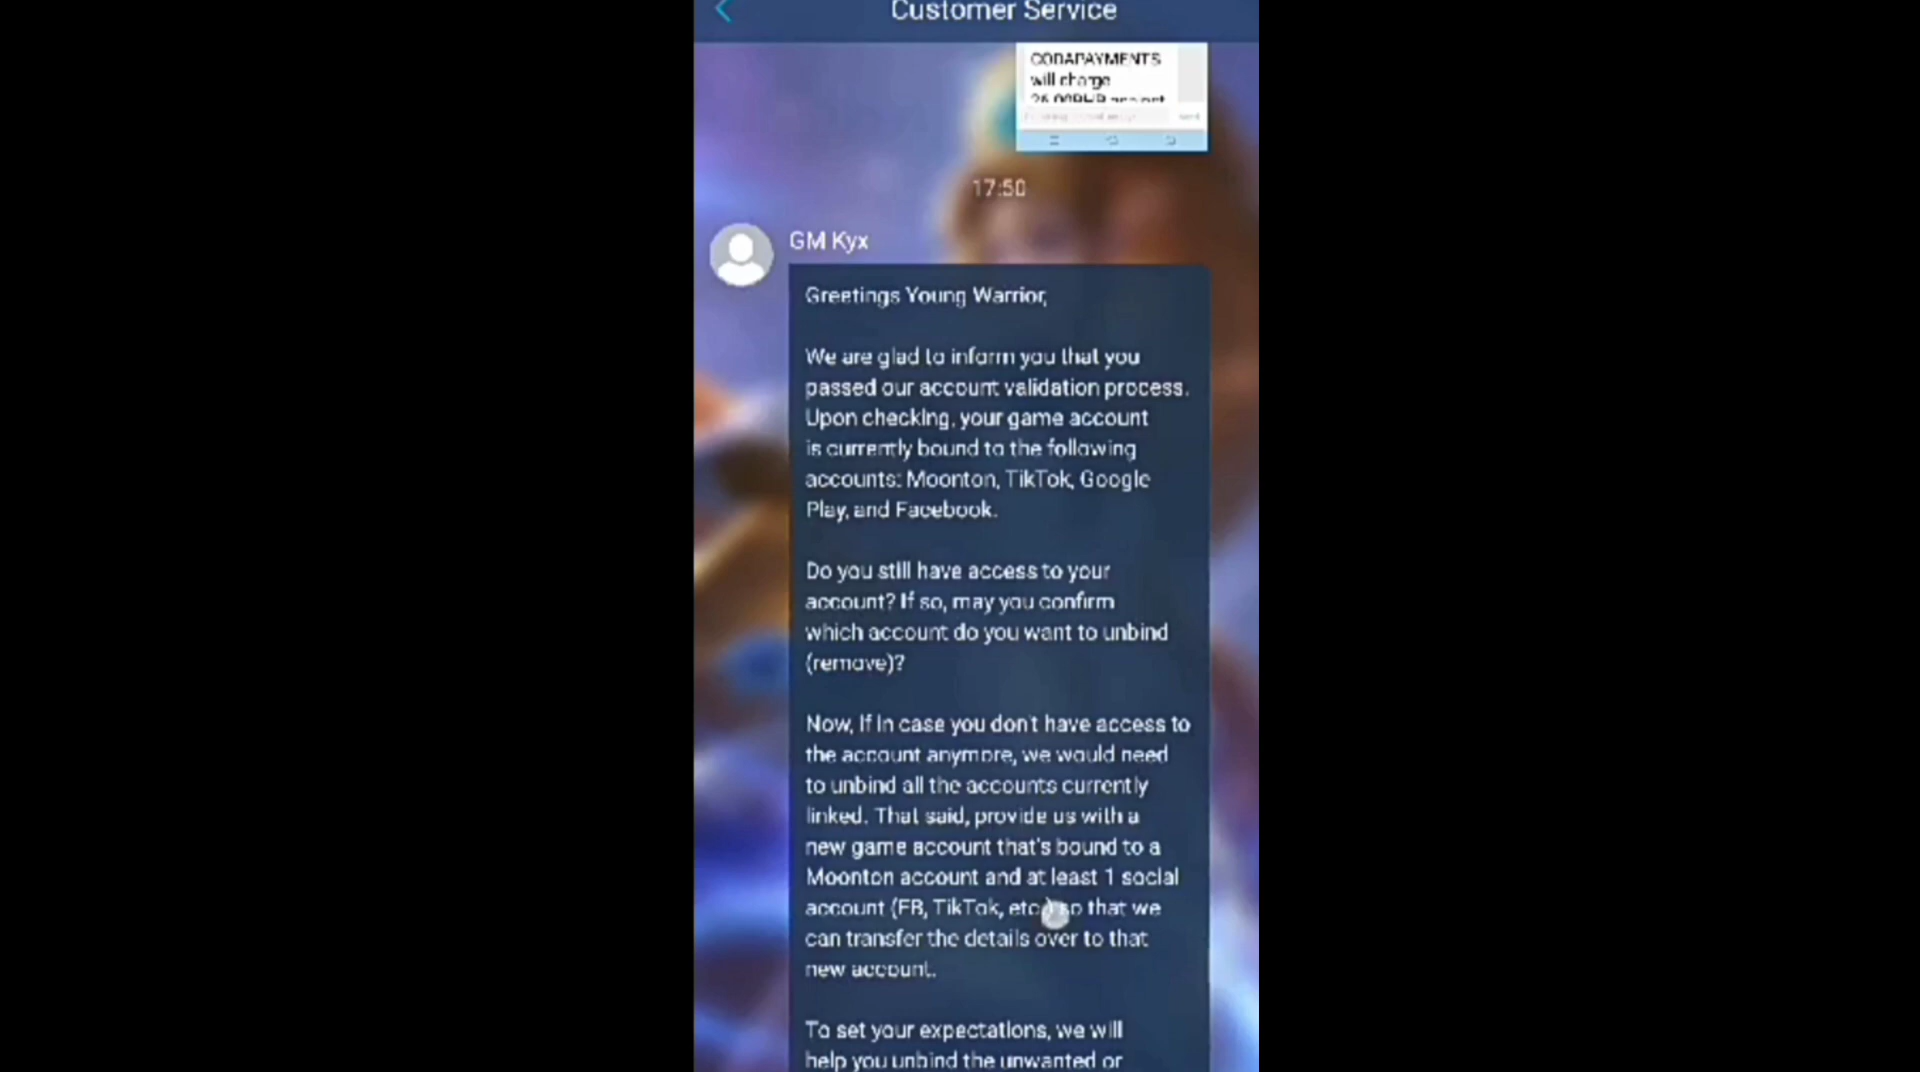 Customer Service
CODAPAYMENTS
will charge
17:50
GM Kyx
Greetings Young Warrior,
We are glad to inform you that you
passed our account validation process.
Upon checking, your game account
is currently bound to the following
accounts: Moonton, TikTok, Google
Play, and Facebook.
Do you still have access to your
account? If so, may you confirm
which account do you want to unbind
(remove)?
Now, if in case you don't have access to
the account anymore, we would need
to unbind all the accounts currently
linked. That said, provide us with a
new game account that's bound to a
Moonton account and at least 1 social
account (FB, TikTok, etc.) so that we
can transfer the details over to that
new account.
To set your expectations, we will
help you unbind the unwanted or